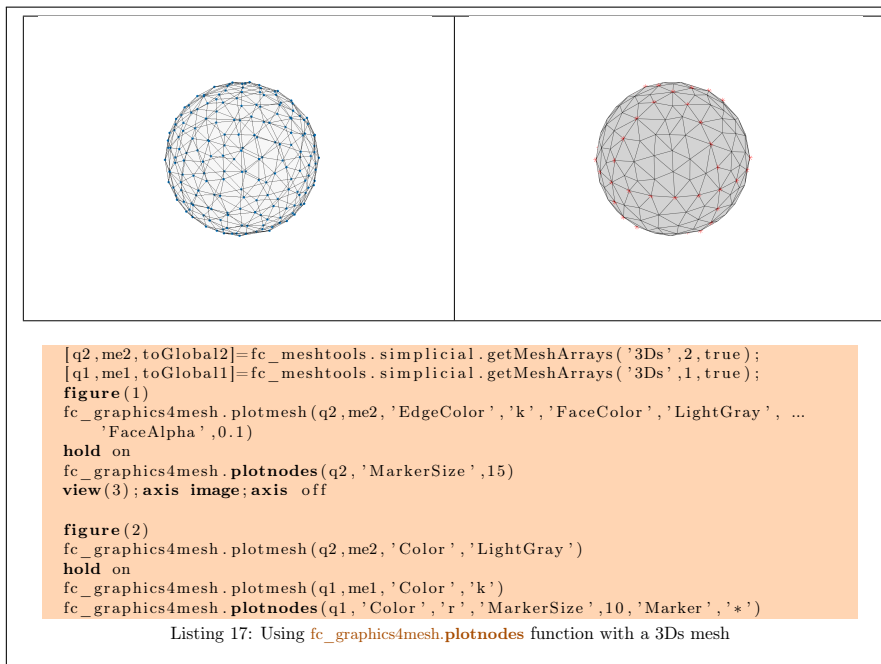 [q2,me2,toGlobal2]=fc_meshtools.simplicial.getMeshArrays('3Ds',2,true);
[q1,me1,toGlobal1]=fc_meshtools.simplicial.getMeshArrays('3Ds',1,true);
figure(1)
fc_graphics4mesh.plotmesh(q2,me2,'EdgeColor','k','FaceColor','LightGray', ...
'FaceAlpha',0.1)
hold on
fc_graphics4mesh.plotnodes(q2,'MarkerSize',15)
view(3);axis image;axis off
figure(2)
fc_graphics4mesh.plotmesh(q2,me2,'Color','LightGray')
hold on
fc_graphics4mesh.plotmesh(q1,me1,'Color','k')
fc_graphics4mesh.plotnodes(q1,'Color','r','MarkerSize',10,'Marker','*')
Listing 17: Using fc_graphics4mesh.plotnodes function with a 3Ds mesh